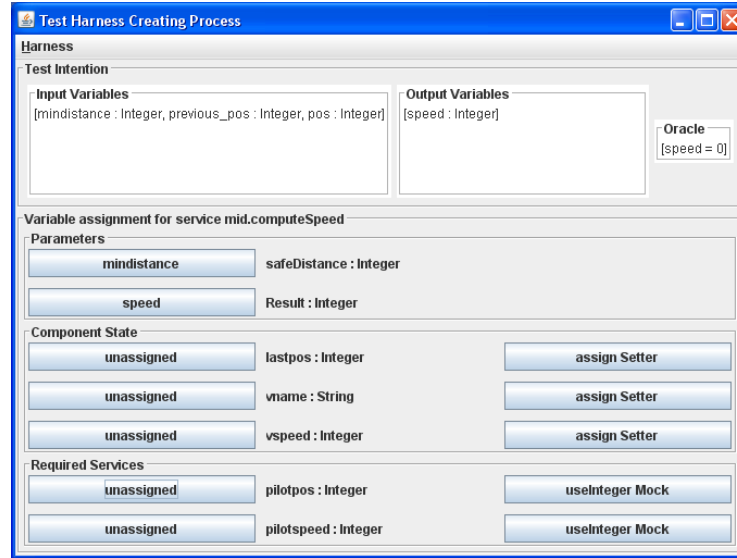 Test Harness Creating Process
Harness
Test Intention
Input Variables
[mindistance : Integer, previous_pos : Integer, pos : Integer]
Output Variables
[speed : Integer]
Oracle
[speed = 0]
Variable assignment for service mid.computeSpeed
Parameters
mindistance safeDistance : Integer
speed Result : Integer
Component State
unassigned lastpos : Integer assign Setter
unassigned vname : String assign Setter
unassigned vspeed : Integer assign Setter
Required Services
unassigned pilotpos : Integer useInteger Mock
unassigned pilotspeed : Integer useInteger Mock